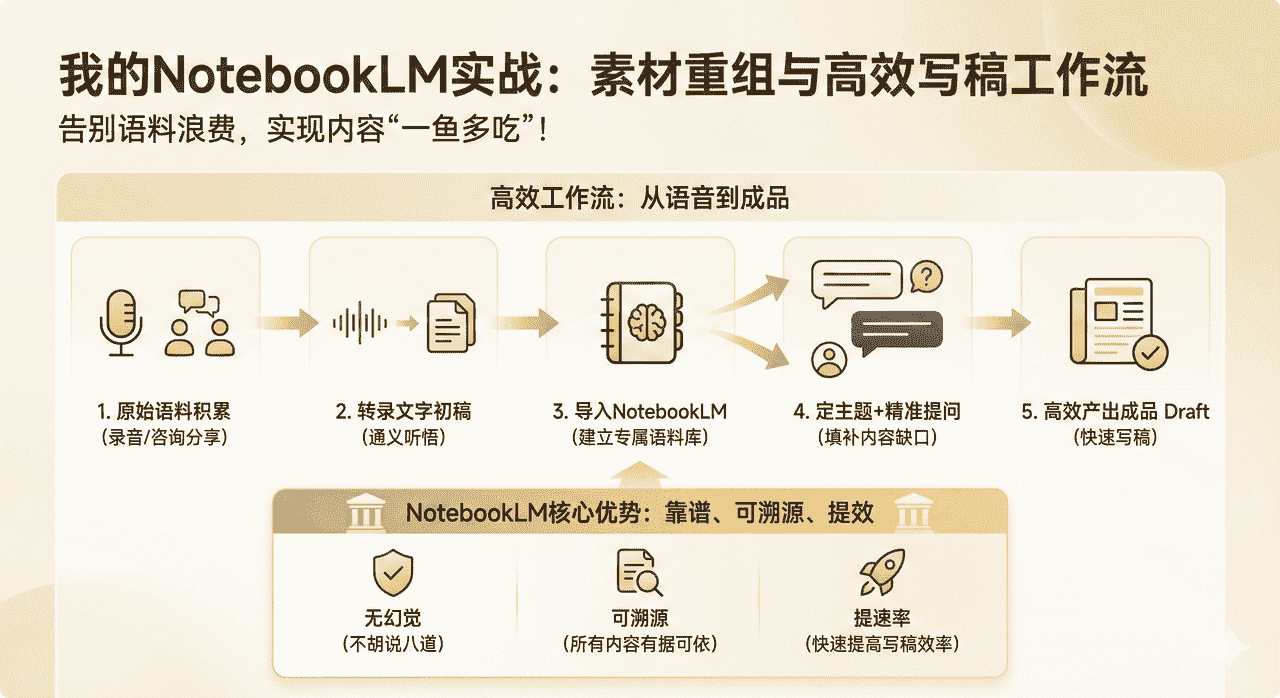 我的NotebookLM实战：素材重组与高效写稿工作流
告别语料浪费，实现内容“一鱼多吃”！
高效工作流：从语音到成品
1. 原始语料积累
（录音/咨询分享）
2. 转录文字初稿
（通义听悟）
3. 导入NotebookLM
（建立专属语料库）
4. 定主题+精准提问
（填补内容缺口）
5. 高效产出成品 Draft
（快速写稿）
NotebookLM核心优势：靠谱、可溯源、提效
无幻觉
（不胡说八道）
可溯源
（所有内容有据可依）
提速率
（快速提高写稿效率）